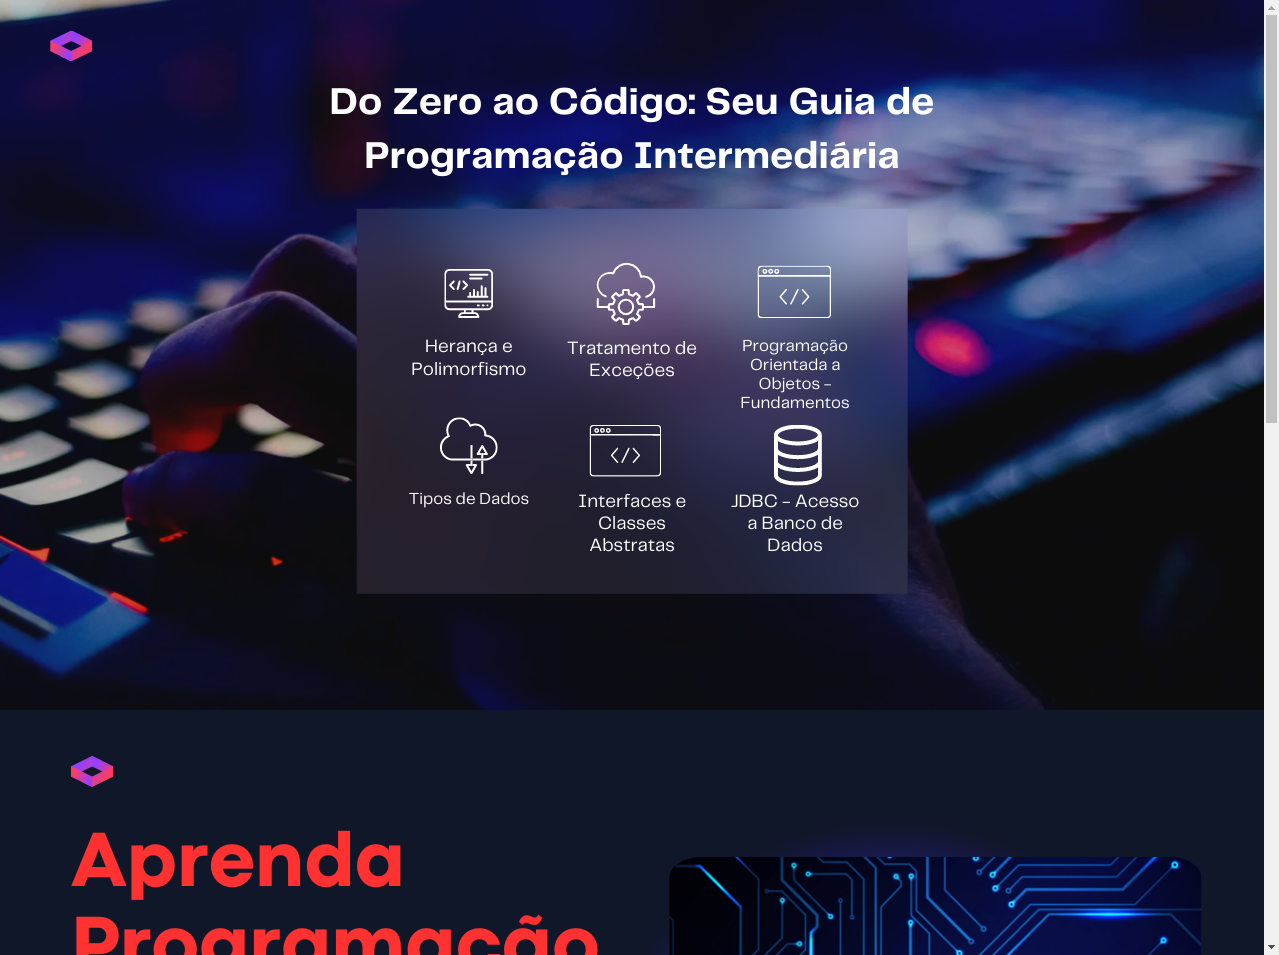 Do Zero ao Código: Seu Guia de
Programação Intermediária
Herança e
Polimorfismo
Tratamento de
Exceções
Programação
Orientada a
Objetos -
Fundamentos
Tipos de Dados
Interfaces e
Classes
Abstratas
JDBC - Acesso
a Banco de
Dados
Aprenda
Programação